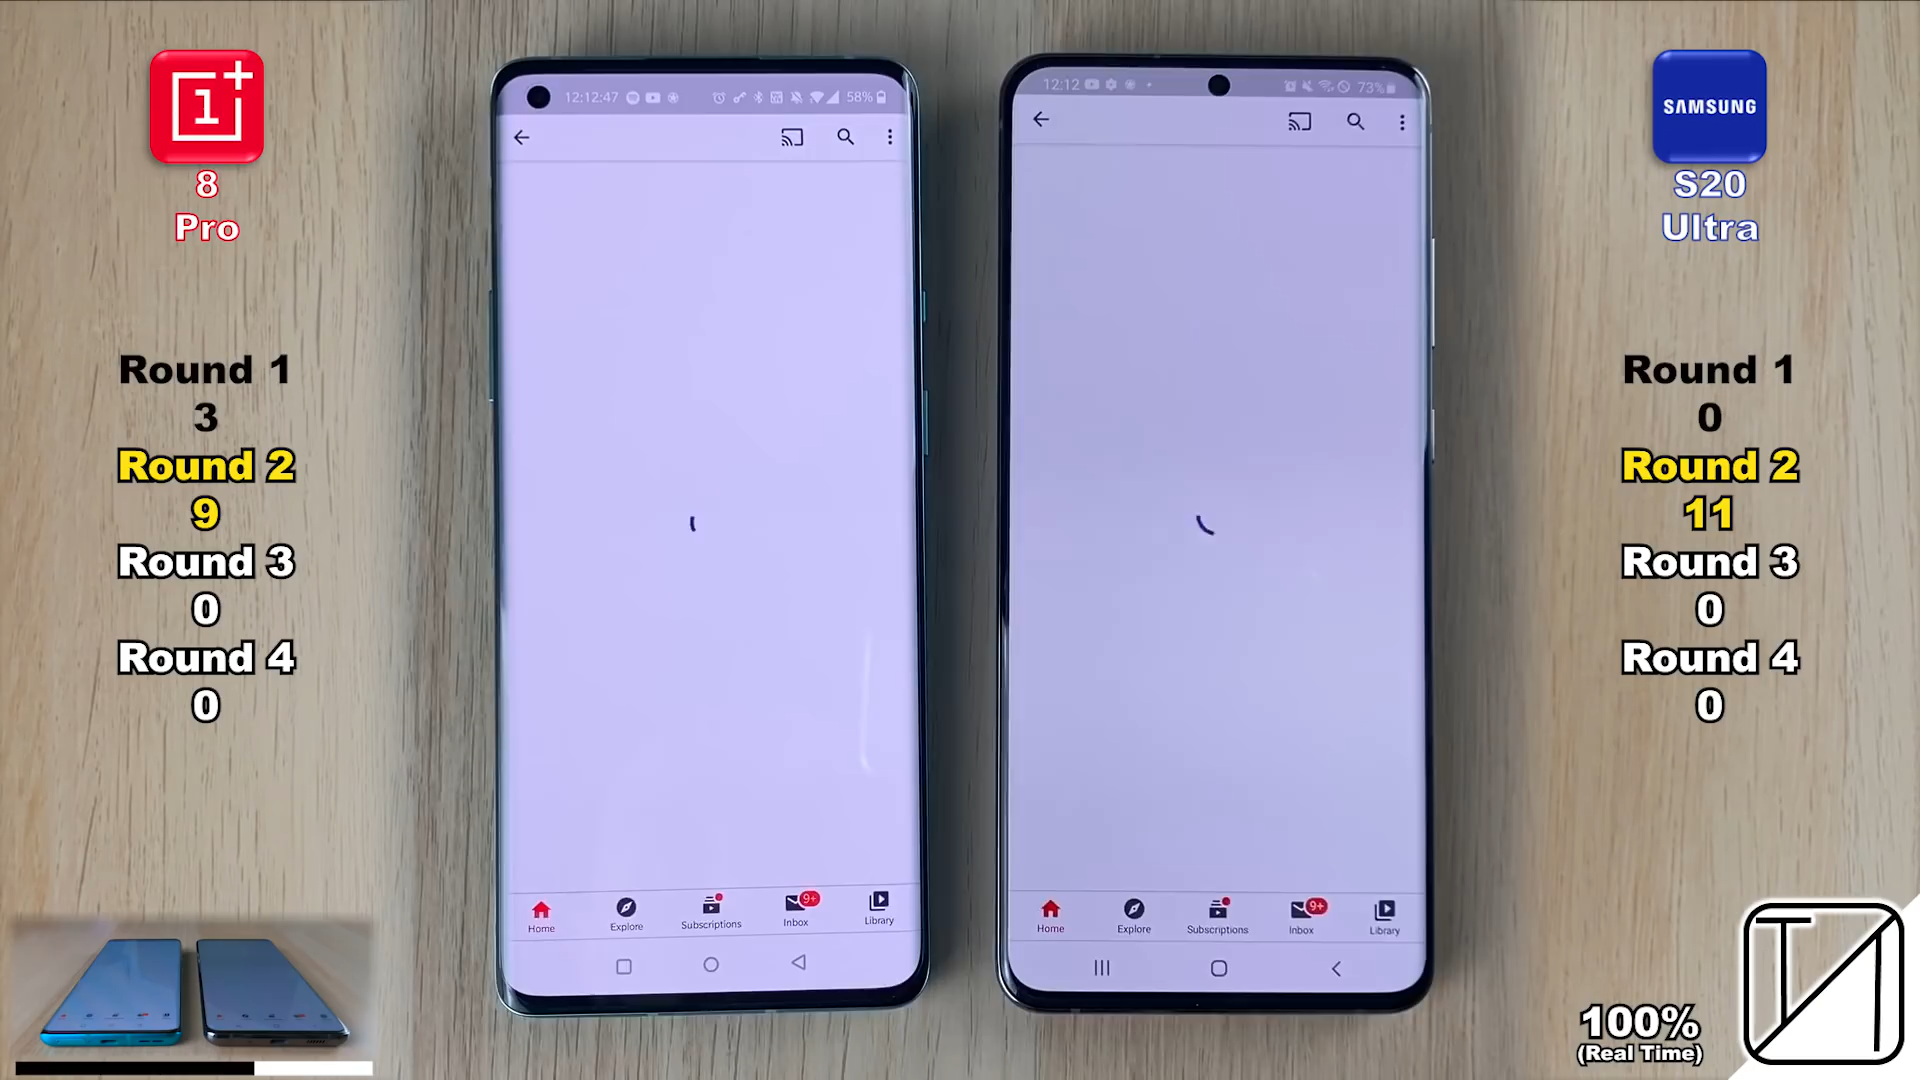 1+
8
Pro
Round 1
3
Round 2
9
Round 3
0
Round 4
0
12:12:47
58%
Home
Explore
Subscriptions
9+
Inbox
Library
12:12
73%
Home
Explore
Subscriptions
9+
Inbox
Library
SAMSUNG
S20
Ultra
Round 1
0
Round 2
11
Round 3
0
Round 4
0
100%
(Real Time)